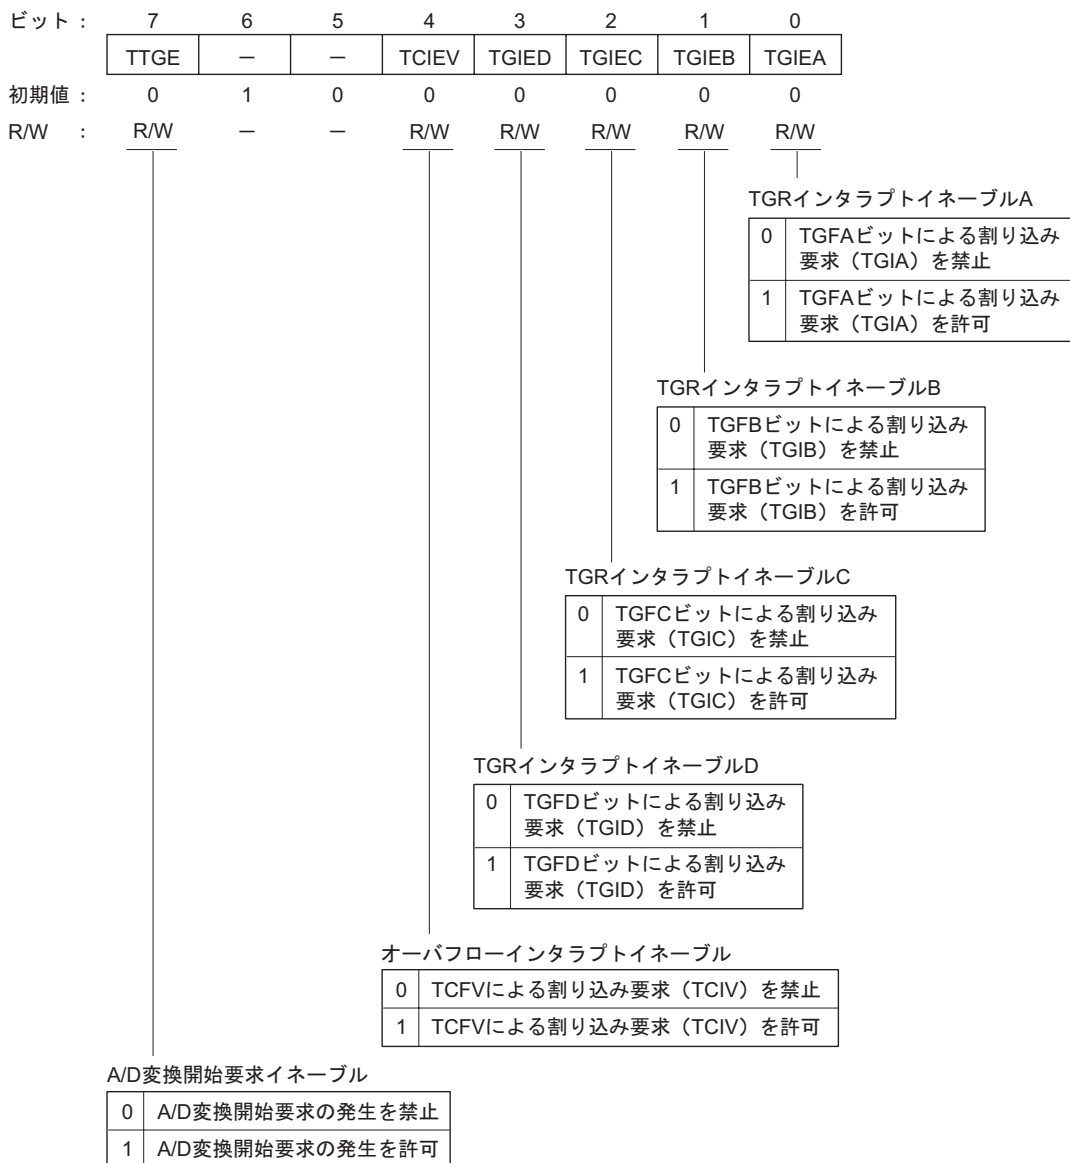 ビット： 7 6 5 4 3 2 1 0
TTGE － － TCIEV TGIED TGIEC TGIEB TGIEA
初期値： 0 1 0 0 0 0 0 0
R/W ： R/W － － R/W R/W R/W R/W R/W
TGRインタラプトイネーブルA
0 TGFAビットによる割り込み
要求（TGIA）を禁止
1 TGFAビットによる割り込み
要求（TGIA）を許可
TGRインタラプトイネーブルB
0 TGFBビットによる割り込み
要求（TGIB）を禁止
1 TGFBビットによる割り込み
要求（TGIB）を許可
TGRインタラプトイネーブルC
0 TGFCビットによる割り込み
要求（TGIC）を禁止
1 TGFCビットによる割り込み
要求（TGIC）を許可
TGRインタラプトイネーブルD
0 TGFDビットによる割り込み
要求（TGID）を禁止
1 TGFDビットによる割り込み
要求（TGID）を許可
オーバフローインタラプトイネーブル
0 TCFVによる割り込み要求（TCIV）を禁止
1 TCFVによる割り込み要求（TCIV）を許可
A/D変換開始要求イネーブル
0 A/D変換開始要求の発生を禁止
1 A/D変換開始要求の発生を許可